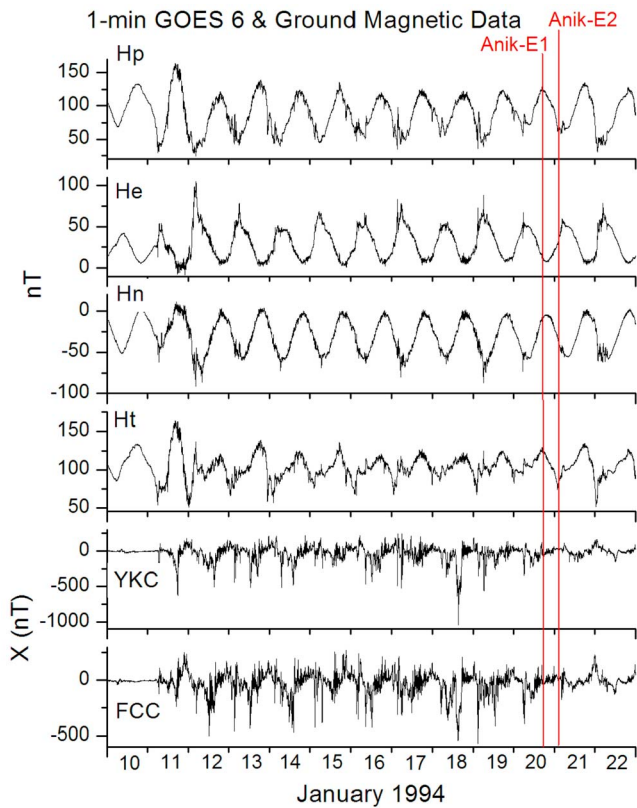 1-min GOES 6 & Ground Magnetic Data
Anik-E2
Anik-E1
Hp
150
100
50
He
100
50
0
nT
Hn
0
-50
-100
Ht
150
100
50
YKC
0
-500
-1000
X (nT)
FCC
0
-500
10 11 12 13 14 15 16 17 18 19 20 21 22
January 1994